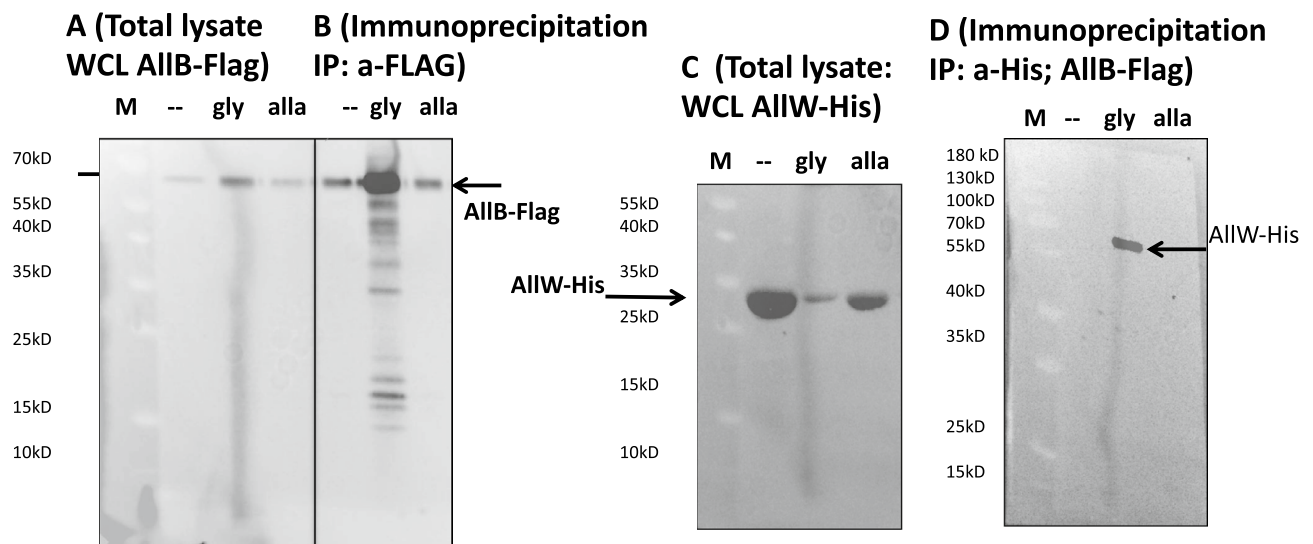 A (Total lysate
WCL AllB-Flag)
M -- gly alla
70kD
55kD
40kD
35kD
25kD
15kD
10kD
B (Immunoprecipitation
IP: a-FLAG)
-- gly alla
AllB-Flag
C (Total lysate:
WCL AllW-His)
M -- gly alla
55kD
40kD
35kD
25kD
15kD
10kD
AllW-His
D (Immunoprecipitation
IP: a-His; AllB-Flag)
M -- gly alla
180 kD
130kD
100kD
70kD
55kD
40kD
35kD
25kD
15kD
AllW-His